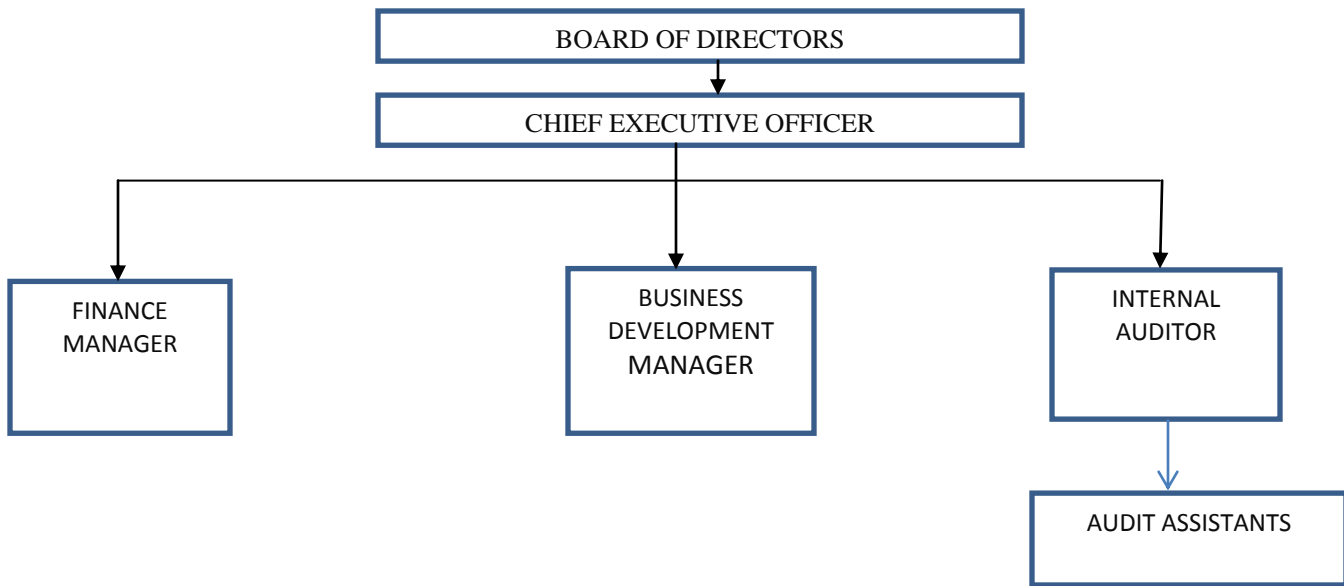 BOARD OF DIRECTORS
CHIEF EXECUTIVE OFFICER
FINANCE
MANAGER
BUSINESS
DEVELOPMENT
MANAGER
INTERNAL
AUDITOR
AUDIT ASSISTANTS